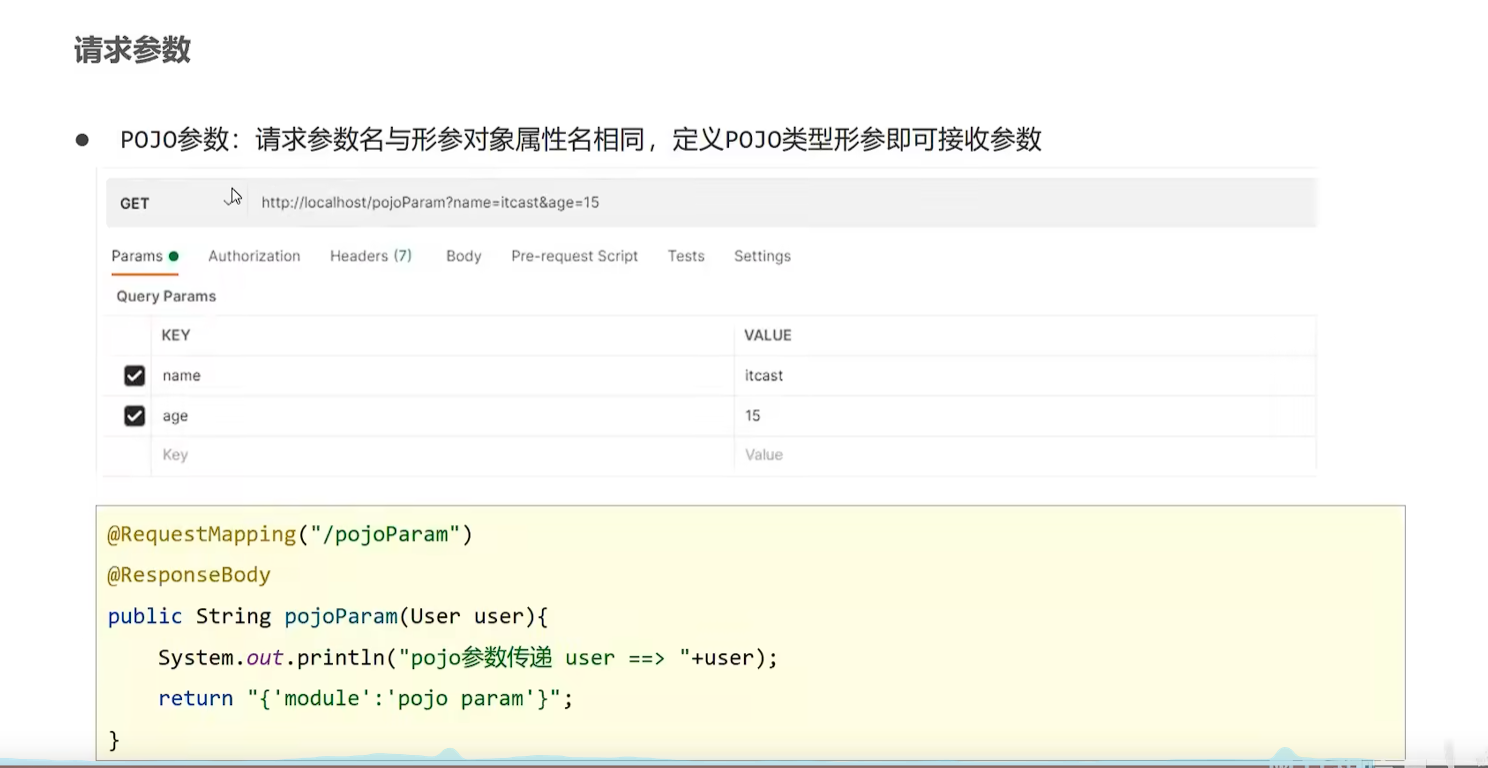 请求参数
● POJO参数：请求参数名与形参对象属性名相同，定义POJO类型形参即可接收参数
GET http://localhost/pojoParam?name=itcast&age=15
Params Authorization Headers (7) Body Pre-request Script Tests Settings
Query Params
KEY VALUE
name itcast
age 15
Key Value
@RequestMapping("/pojoParam")
@ResponseBody
public String pojoParam(User user){
    System.out.println("pojo参数传递 user ==> "+user);
    return "{'module':'pojo param'}";
}